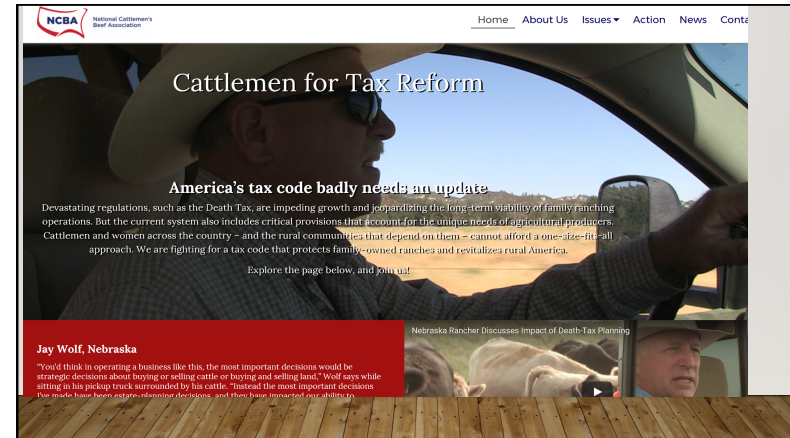 NCBA
National Cattlemen's
Beef Association
Home About Us Issues Action News Conta
Cattlemen for Tax Reform
America's tax code badly needs an update
Devastating regulations, such as the Death Tax, are impeding growth and jeopardizing the long-term viability of family ranching
operations. But the current system also includes critical provisions that account for the unique needs of agricultural producers.
Cattlemen and women across the country – and the rural communities that depend on them – cannot afford a one-size-fits-all
approach. We are fighting for a tax code that protects family-owned ranches and revitalizes rural America.
Explore the page below, and join us!
Nebraska Rancher Discusses Impact of Death-Tax Planning
Jay Wolf, Nebraska
"You'd think in operating a business like this, the most important decisions would be
strategic decisions about buying or selling cattle or buying and selling land," Wolf says while
sitting in his pickup truck surrounded by his cattle. "Instead the most important decisions
I've made have been estate-planning decisions, and they have impacted our ability to